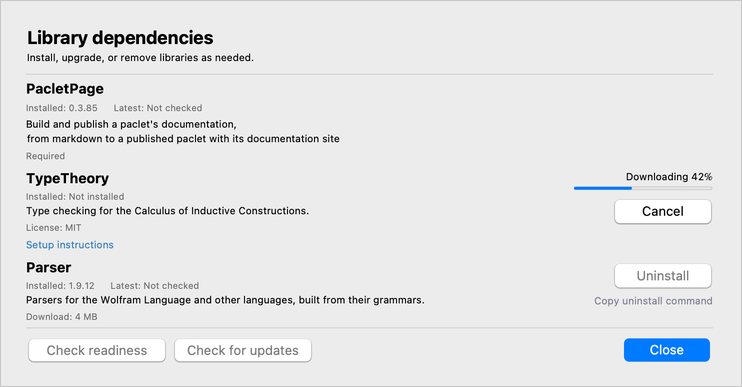 Library dependencies
Install, upgrade, or remove libraries as needed.
PacletPage
Installed: 0.3.85 Latest: Not checked
Build and publish a paclet's documentation,
from markdown to a published paclet with its documentation site
Required
TypeTheory
Downloading 42%
Installed: Not installed
Type checking for the Calculus of Inductive Constructions.
Cancel
License: MIT
Setup instructions
Parser
Uninstall
Installed: 1.9.12 Latest: Not checked
Parsers for the Wolfram Language and other languages, built from their grammars.
Copy uninstall command
Download: 4 MB
Check readiness
Check for updates
Close